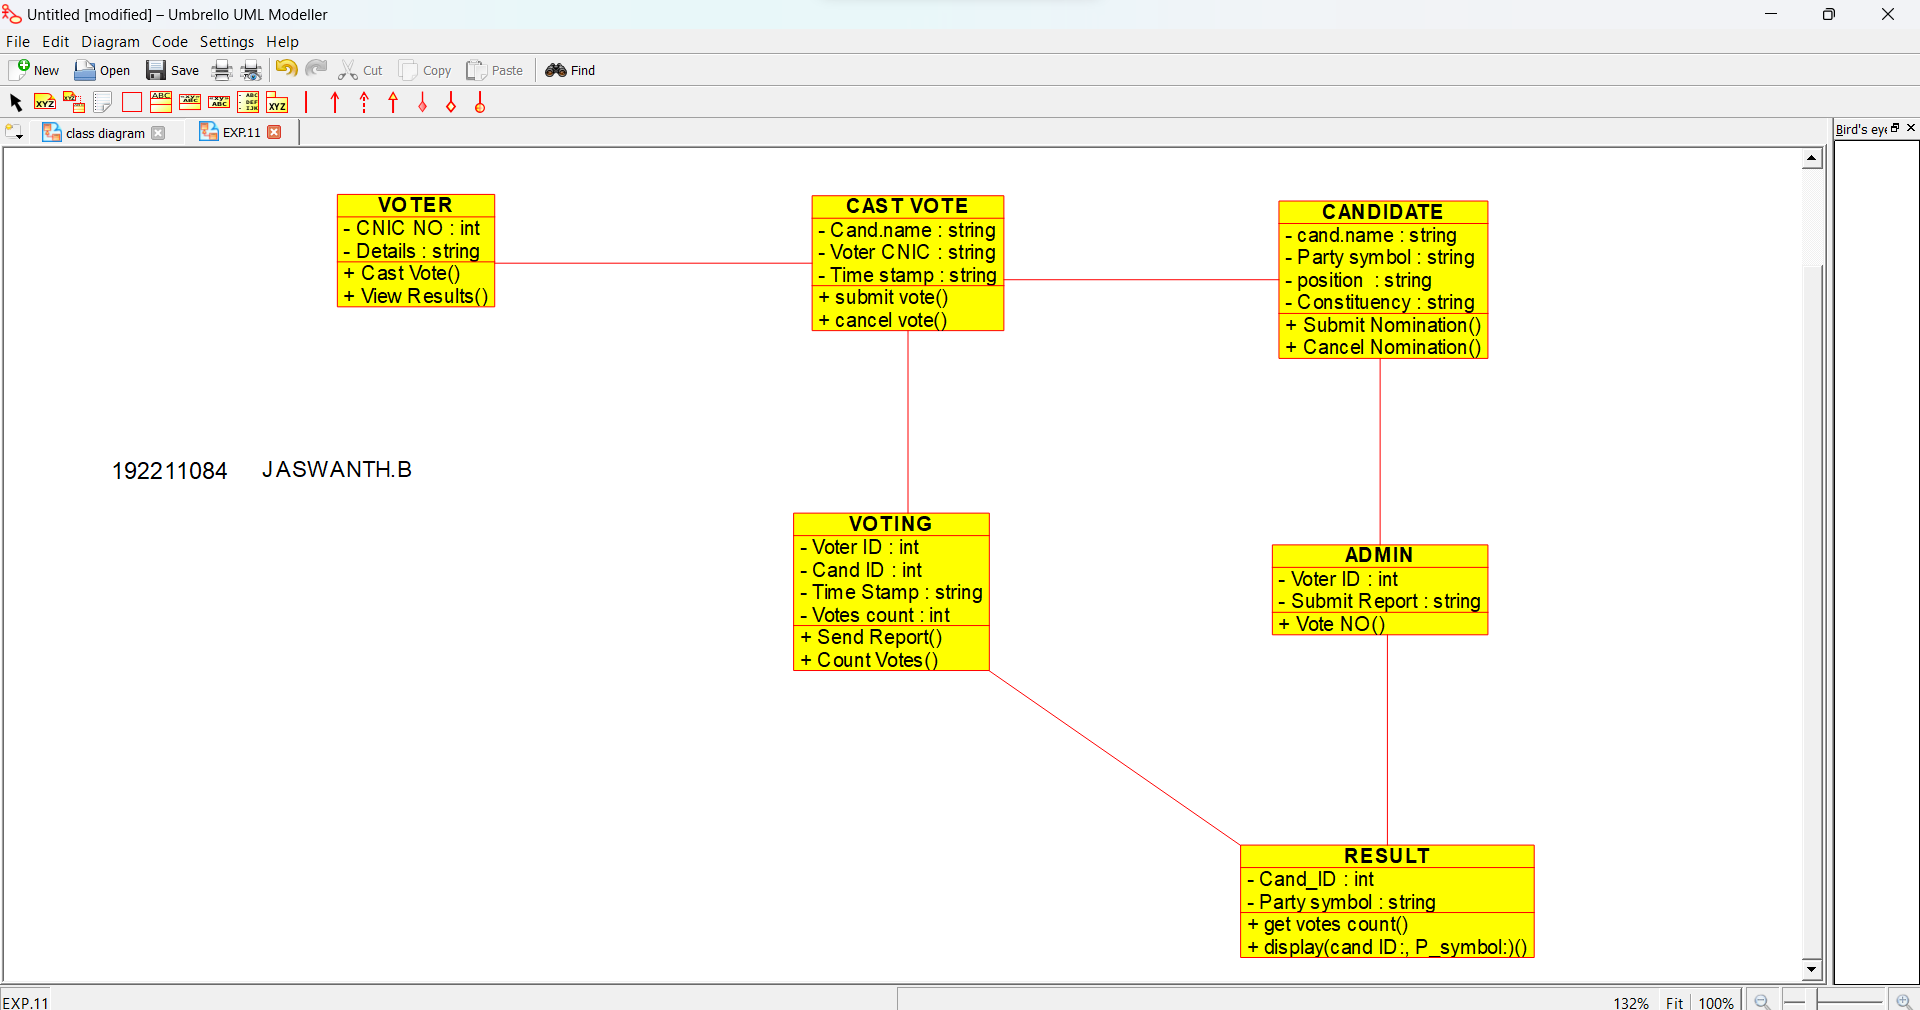 Untitled [modified] – Umbrello UML Modeller
File Edit Diagram Code Settings Help
New Open Save Cut Copy Paste Find
class diagram EXP.11
Bird's eye
VOTER
- CNIC NO : int
- Details : string
+ Cast Vote()
+ View Results()
CAST VOTE
- Cand.name : string
- Voter CNIC : string
- Time stamp : string
+ submit vote()
+ cancel vote()
CANDIDATE
- cand.name : string
- Party symbol : string
- position : string
- Constituency : string
+ Submit Nomination()
+ Cancel Nomination()
192211084 JASWANTH.B
VOTING
- Voter ID : int
- Cand ID : int
- Time Stamp : string
- Votes count : int
+ Send Report()
+ Count Votes()
ADMIN
- Voter ID : int
- Submit Report : string
+ Vote NO()
RESULT
- Cand_ID : int
- Party symbol : string
+ get votes count()
+ display(cand ID:, P_symbol:)()
EXP.11
132% Fit 100%